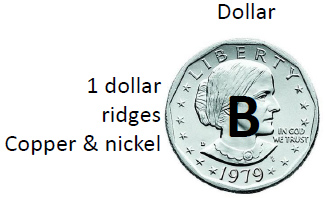 Dollar
1 dollar
ridges
Copper & nickel
LIBERTY
B
IN GOD
WE TRUST
D
1979